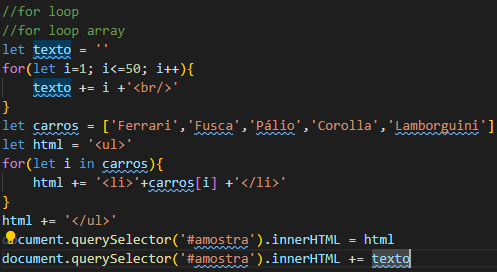 //for loop
//for loop array
let texto = ''
for(let i=1; i<=50; i++){
texto += i +'<br/>'
}
let carros = ['Ferrari','Fusca','Pálio','Corolla','Lamborguini']
let html = '<ul>'
for(let i in carros){
html += '<li>'+carros[i] +'</li>'
}
html += '</ul>'
cument.querySelector('#amostra').innerHTML = html
document.querySelector('#amostra').innerHTML += texto